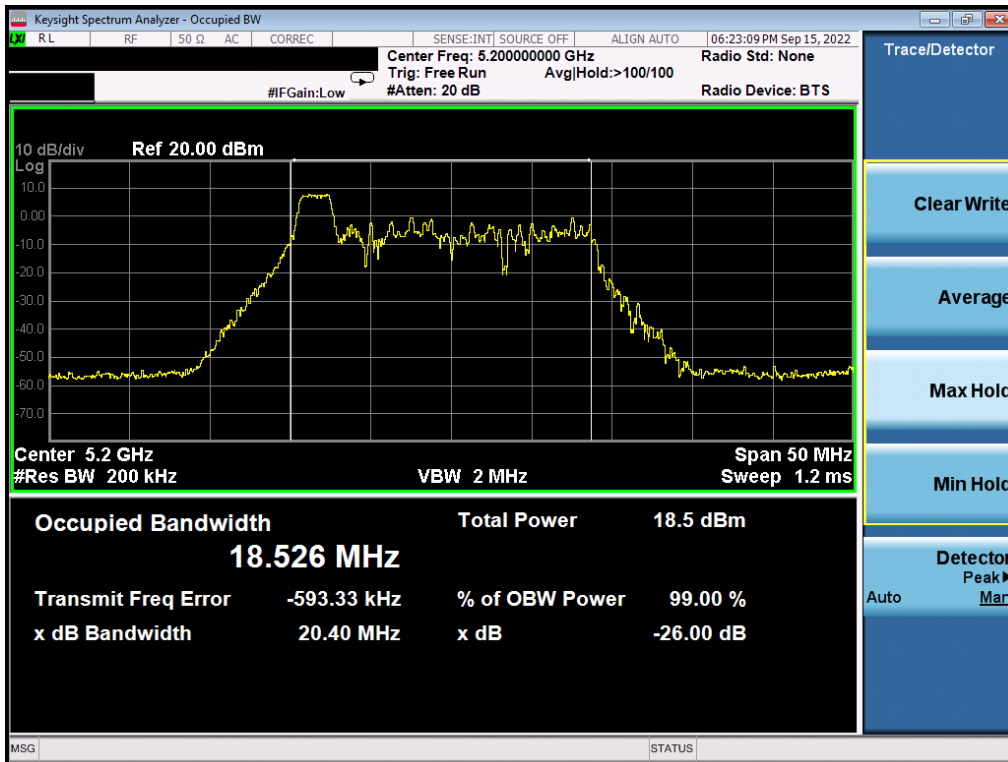 Keysight Spectrum Analyzer - Occupied BW
LXI RL RF 50 Ω AC CORREC SENSE:INT SOURCE OFF ALIGN AUTO 06:23:09 PM Sep 15, 2022
Center Freq: 5.200000000 GHz Radio Std: None
Trig: Free Run Avg|Hold:>100/100
#IFGain:Low #Atten: 20 dB Radio Device: BTS
10 dB/div Ref 20.00 dBm
Log
10.0
0.00
-10.0
-20.0
-30.0
-40.0
-50.0
-60.0
-70.0
Center 5.2 GHz Span 50 MHz
#Res BW 200 kHz VBW 2 MHz Sweep 1.2 ms
Occupied Bandwidth Total Power 18.5 dBm
18.526 MHz
Transmit Freq Error -593.33 kHz % of OBW Power 99.00 %
x dB Bandwidth 20.40 MHz x dB -26.00 dB
MSG STATUS
Trace/Detector
Clear Write
Average
Max Hold
Min Hold
Detector
Peak
Auto Man